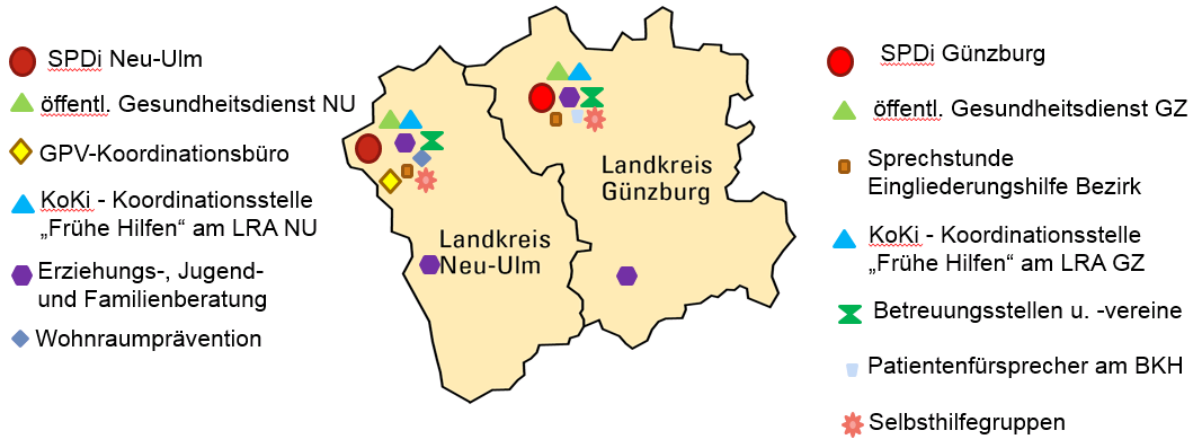 SPDi Neu-Ulm
öffentl. Gesundheitsdienst NU
GPV-Koordinationsbüro
KoKi - Koordinationsstelle
„Frühe Hilfen“ am LRA NU
Erziehungs-, Jugend-
und Familienberatung
Wohnraumprävention
Landkreis
Neu-Ulm
Landkreis
Günzburg
SPDi Günzburg
öffentl. Gesundheitsdienst GZ
Sprechstunde
Eingliederungshilfe Bezirk
KoKi - Koordinationsstelle
„Frühe Hilfen“ am LRA GZ
Betreuungsstellen u. -vereine
Patientenfürsprecher am BKH
Selbsthilfegruppen